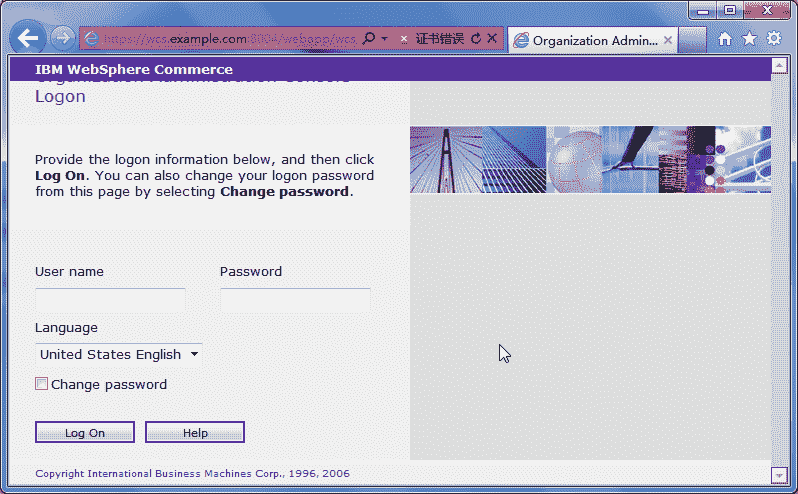 https://wcs.example.com:8004/webapp/wcs
证书错误
Organization Admin...
IBM WebSphere Commerce
Organization Administration Console
Logon
Provide the logon information below, and then click
Log On. You can also change your logon password
from this page by selecting Change password.
User name
Password
Language
United States English
Change password
Log On
Help
Copyright International Business Machines Corp., 1996, 2006